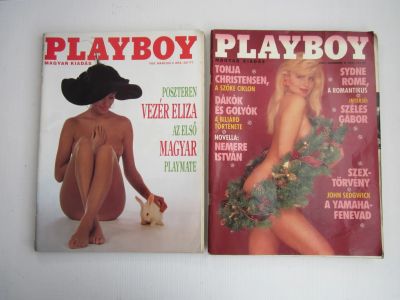 PLAYBOY
MAGYAR KIADÁS
POSZTEREN
VEZÉR ELIZA
AZ ELSŐ
MAGYAR
PLAYMATE
PLAYBOY
MAGYAR KIADÁS
TONJA
CHRISTENSEN,
A SZŐKE CIKLON
DÁKÓK
ÉS GOLYÓK
A BILIÁRD
TÖRTÉNETE
NOVELLA:
NEMERE
ISTVÁN
SYDNE
ROME,
A ROMANTIKUS
INTERJÚ:
SZÉLES
GÁBOR
SZEX-
TÖRVÉNY
JOHN SEDGWICK
A YAMAHA-
FENEVAD